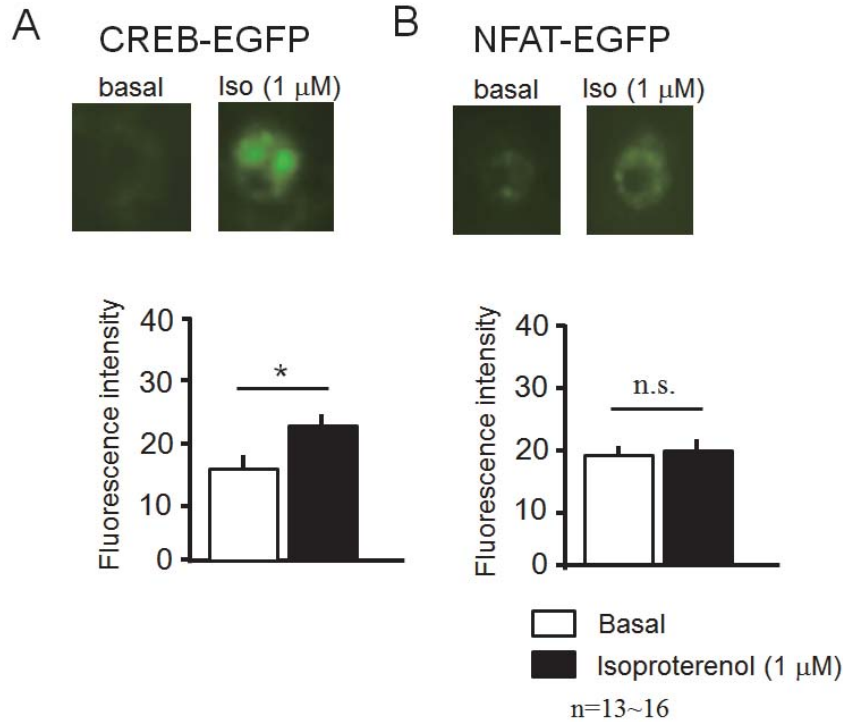 A
CREB-EGFP
basal
Iso (1 μM)
Fluorescence intensity
40
30
20
10
0
*
B
NFAT-EGFP
basal
Iso (1 μM)
Fluorescence intensity
40
30
20
10
0
n.s.
Basal
Isoproterenol (1 μM)
n=13~16